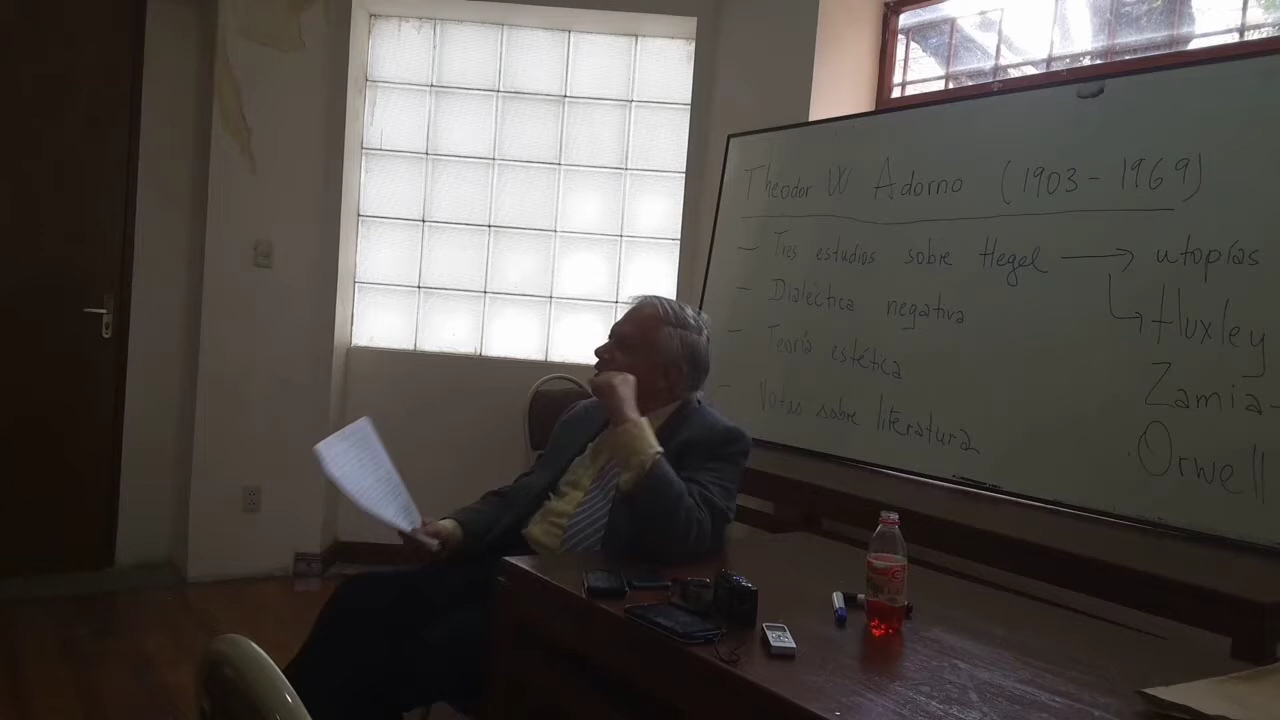 Theodor W Adorno (1903-1969)
- Tres estudios sobre Hegel → utopías
- Dialéctica negativa
↳ Huxley
- Teoría estética
Zamia-
- Notas sobre literatura
Orwell